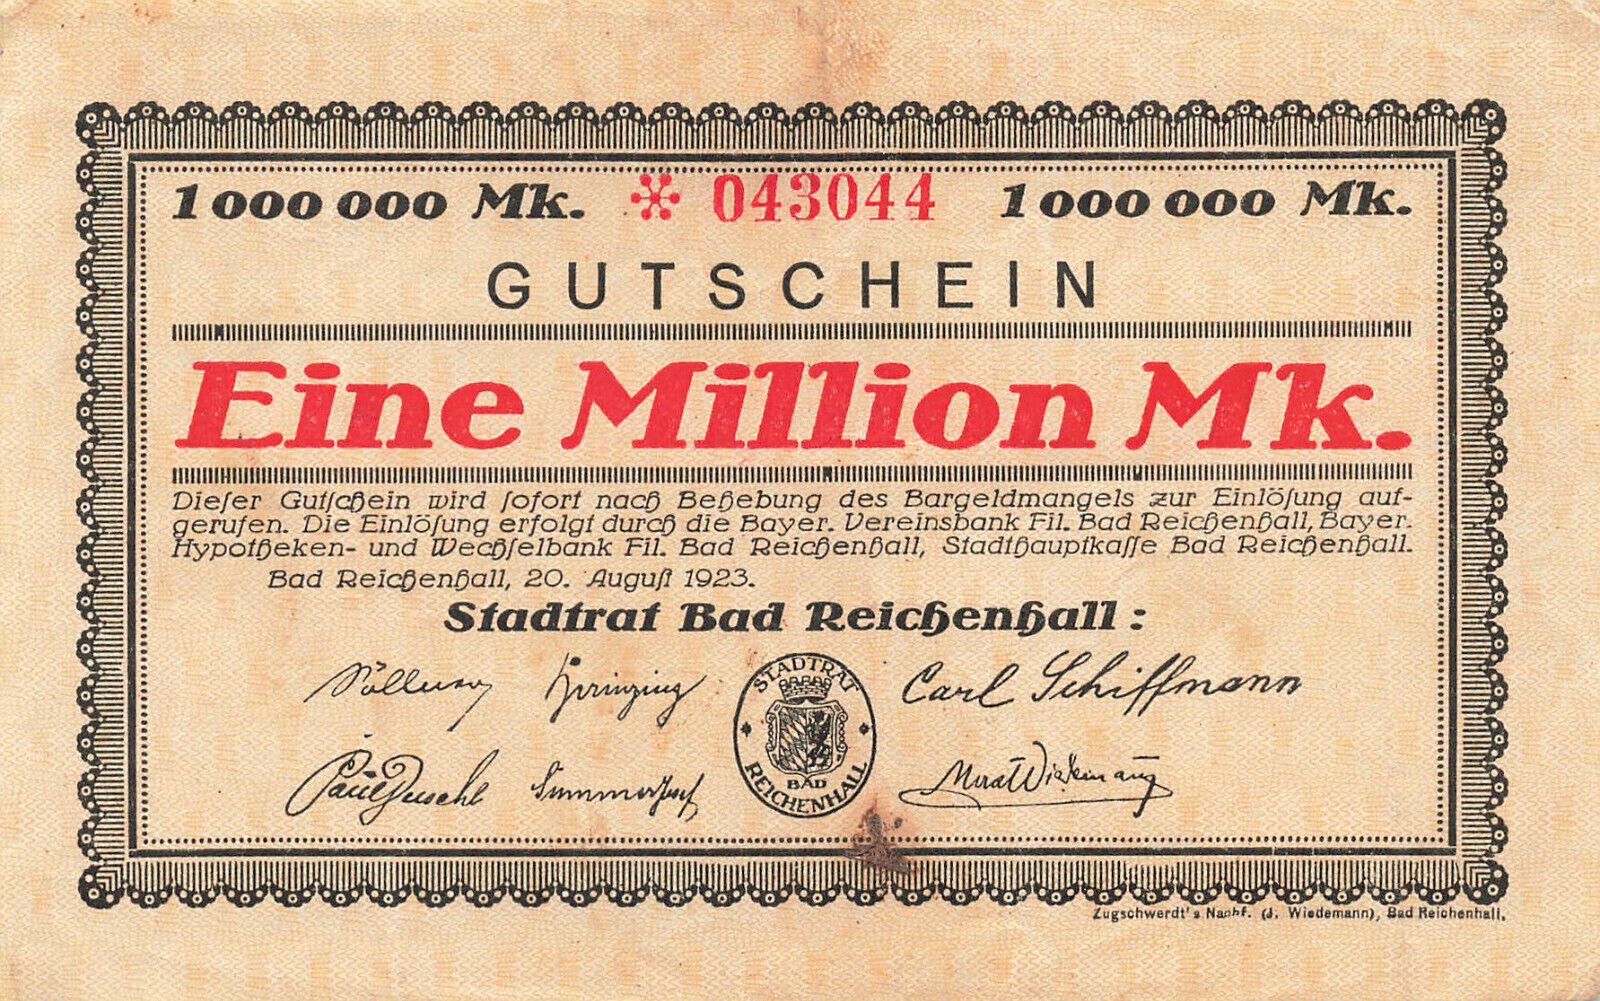 1 000 000 Mk. * 043044 1 000 000 Mk.
GUTSCHEIN
Eine Million Mk.
Dieſer Gutſchein wird ſofort nach Behebung des Bargeldmangels zur Einlöſung auf-
gerufen. Die Einlöſung erfolgt durch die Bayer. Vereinsbank Fil. Bad Reichenhall, Bayer.
Hypotheken- und Wechſelbank Fil. Bad Reichenhall, Stadthauptkaſſe Bad Reichenhall.
Bad Reichenhall, 20. Auguſt 1923.
Stadtrat Bad Reichenhall:
Carl Schiffmann
STADTRAT
BAD
REICHENHALL
Zugschwerdt's Nachf. (J. Wiedemann), Bad Reichenhall.